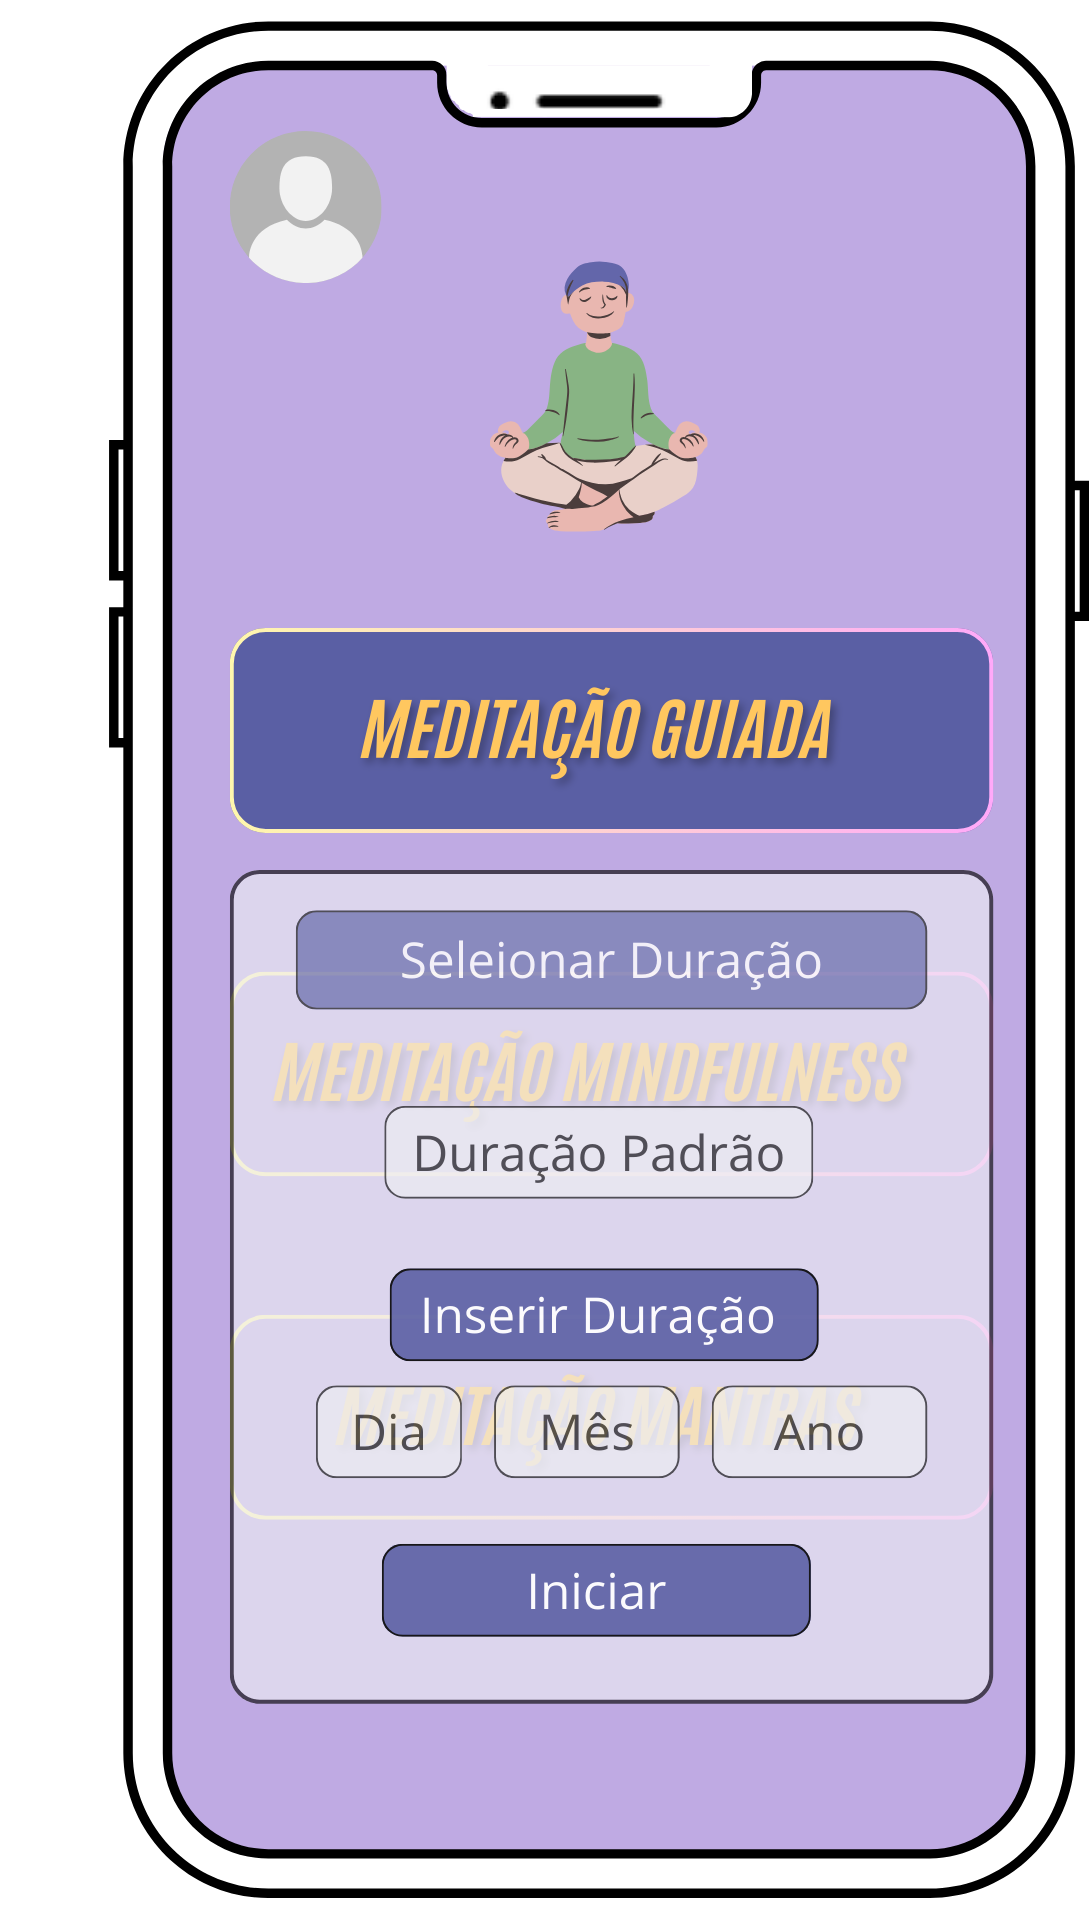 MEDITAÇÃO GUIADA
Seleionar Duração
MEDITAÇÃO MINDFULNESS
Duração Padrão
Inserir Duração
MEDITAÇÃO MANTRAS
Dia Mês Ano
Iniciar